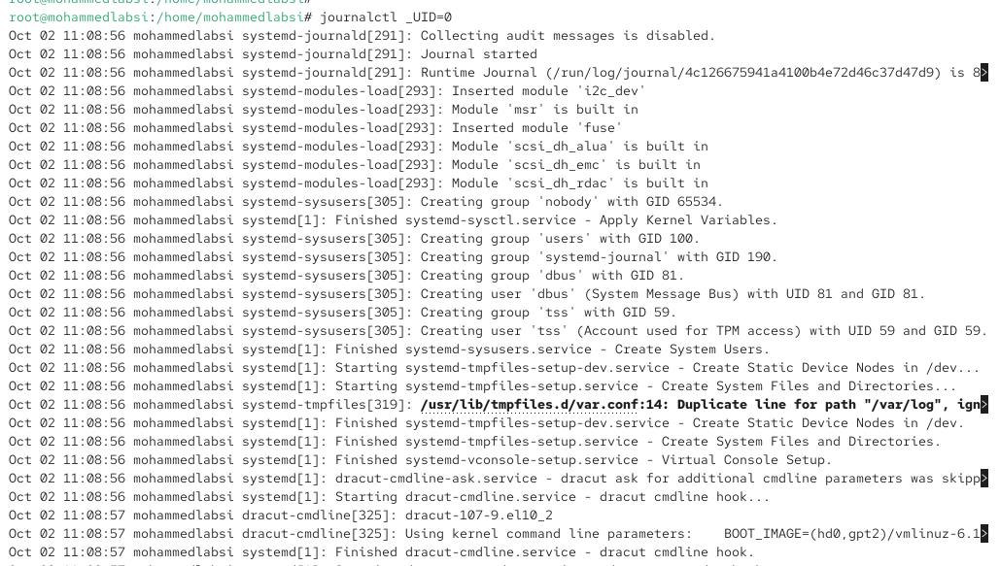 root@mohammedlabsi:/home/mohammedlabsi#
root@mohammedlabsi:/home/mohammedlabsi# journalctl _UID=0
Oct 02 11:08:56 mohammedlabsi systemd-journald[291]: Collecting audit messages is disabled.
Oct 02 11:08:56 mohammedlabsi systemd-journald[291]: Journal started
Oct 02 11:08:56 mohammedlabsi systemd-journald[291]: Runtime Journal (/run/log/journal/4c126675941a4100b4e72d46c37d47d9) is 8>
Oct 02 11:08:56 mohammedlabsi systemd-modules-load[293]: Inserted module 'i2c_dev'
Oct 02 11:08:56 mohammedlabsi systemd-modules-load[293]: Module 'msr' is built in
Oct 02 11:08:56 mohammedlabsi systemd-modules-load[293]: Inserted module 'fuse'
Oct 02 11:08:56 mohammedlabsi systemd-modules-load[293]: Module 'scsi_dh_alua' is built in
Oct 02 11:08:56 mohammedlabsi systemd-modules-load[293]: Module 'scsi_dh_emc' is built in
Oct 02 11:08:56 mohammedlabsi systemd-modules-load[293]: Module 'scsi_dh_rdac' is built in
Oct 02 11:08:56 mohammedlabsi systemd-sysusers[305]: Creating group 'nobody' with GID 65534.
Oct 02 11:08:56 mohammedlabsi systemd[1]: Finished systemd-sysctl.service - Apply Kernel Variables.
Oct 02 11:08:56 mohammedlabsi systemd-sysusers[305]: Creating group 'users' with GID 100.
Oct 02 11:08:56 mohammedlabsi systemd-sysusers[305]: Creating group 'systemd-journal' with GID 190.
Oct 02 11:08:56 mohammedlabsi systemd-sysusers[305]: Creating group 'dbus' with GID 81.
Oct 02 11:08:56 mohammedlabsi systemd-sysusers[305]: Creating user 'dbus' (System Message Bus) with UID 81 and GID 81.
Oct 02 11:08:56 mohammedlabsi systemd-sysusers[305]: Creating group 'tss' with GID 59.
Oct 02 11:08:56 mohammedlabsi systemd-sysusers[305]: Creating user 'tss' (Account used for TPM access) with UID 59 and GID 59.
Oct 02 11:08:56 mohammedlabsi systemd[1]: Finished systemd-sysusers.service - Create System Users.
Oct 02 11:08:56 mohammedlabsi systemd[1]: Starting systemd-tmpfiles-setup-dev.service - Create Static Device Nodes in /dev...
Oct 02 11:08:56 mohammedlabsi systemd[1]: Starting systemd-tmpfiles-setup.service - Create System Files and Directories...
Oct 02 11:08:56 mohammedlabsi systemd-tmpfiles[319]: /usr/lib/tmpfiles.d/var.conf:14: Duplicate line for path "/var/log", ign>
Oct 02 11:08:56 mohammedlabsi systemd[1]: Finished systemd-tmpfiles-setup-dev.service - Create Static Device Nodes in /dev.
Oct 02 11:08:56 mohammedlabsi systemd[1]: Finished systemd-tmpfiles-setup.service - Create System Files and Directories.
Oct 02 11:08:56 mohammedlabsi systemd[1]: Finished systemd-vconsole-setup.service - Virtual Console Setup.
Oct 02 11:08:56 mohammedlabsi systemd[1]: dracut-cmdline-ask.service - dracut ask for additional cmdline parameters was skipp>
Oct 02 11:08:56 mohammedlabsi systemd[1]: Starting dracut-cmdline.service - dracut cmdline hook...
Oct 02 11:08:57 mohammedlabsi dracut-cmdline[325]: dracut-107-9.el10_2
Oct 02 11:08:57 mohammedlabsi dracut-cmdline[325]: Using kernel command line parameters:    BOOT_IMAGE=(hd0,gpt2)/vmlinuz-6.1>
Oct 02 11:08:57 mohammedlabsi systemd[1]: Finished dracut-cmdline.service - dracut cmdline hook.